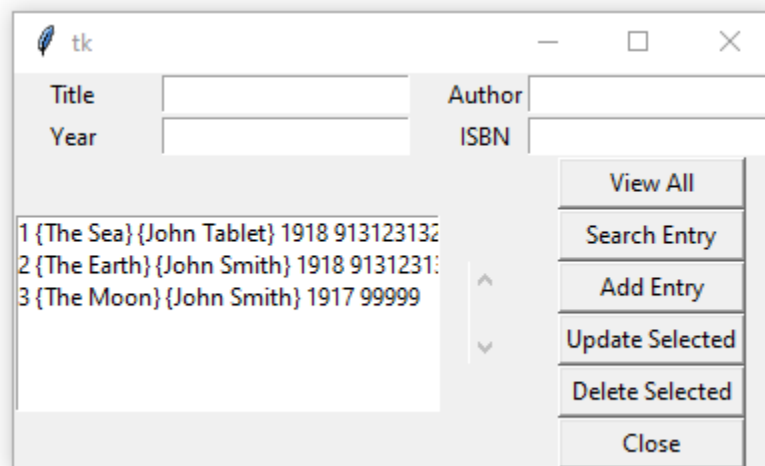 tk
Title Author
Year ISBN
View All
1 {The Sea} {John Tablet} 1918 913123132
Search Entry
2 {The Earth} {John Smith} 1918 9131231
3 {The Moon} {John Smith} 1917 99999
Add Entry
Update Selected
Delete Selected
Close